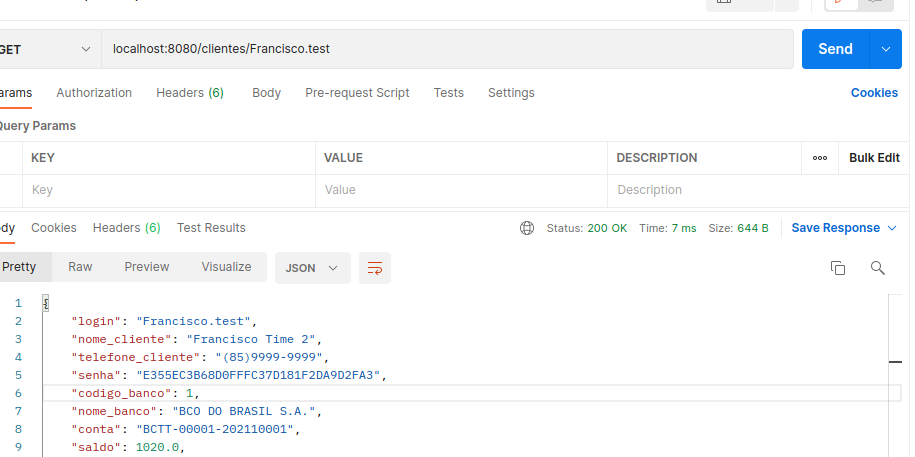 GET localhost:8080/clientes/Francisco.test Send
arams Authorization Headers (6) Body Pre-request Script Tests Settings Cookies
Query Params
KEY VALUE DESCRIPTION ooo Bulk Edit
Key Value Description
ody Cookies Headers (6) Test Results Status: 200 OK Time: 7 ms Size: 644 B Save Response
Pretty Raw Preview Visualize JSON
1 {
2 "login": "Francisco.test",
3 "nome_cliente": "Francisco Time 2",
4 "telefone_cliente": "(85)9999-9999",
5 "senha": "E355EC3B68D0FFFC37D181F2DA9D2FA3",
6 "codigo_banco": 1,
7 "nome_banco": "BCO DO BRASIL S.A.",
8 "conta": "BCTT-00001-202110001",
9 "saldo": 1020.0,